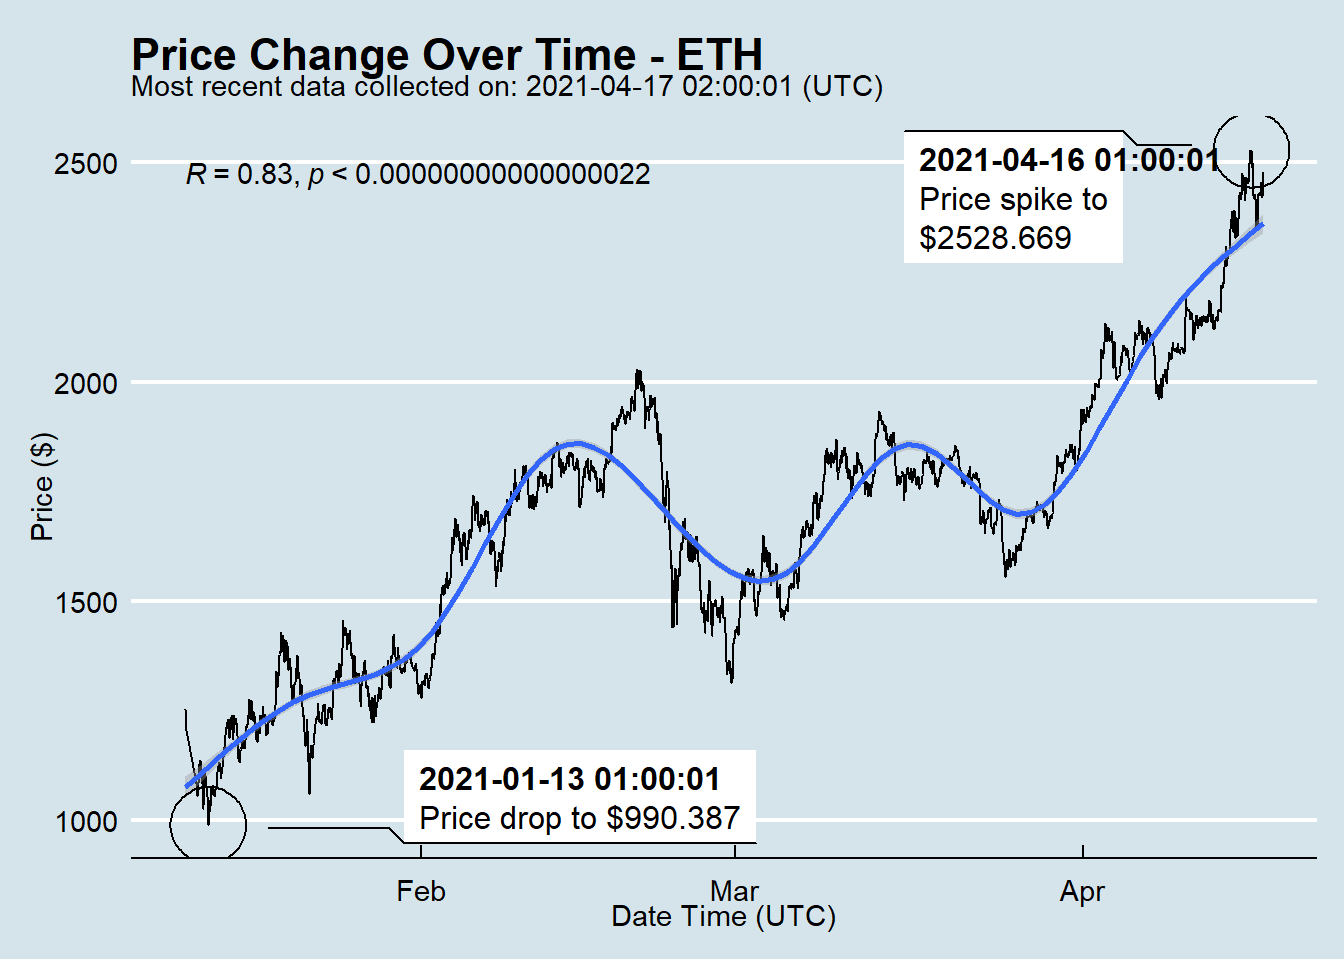 Price Change Over Time - ETH
Most recent data collected on: 2021-04-17 02:00:01 (UTC)
R = 0.83, p < 0.00000000000000022
2021-04-16 01:00:01
Price spike to
$2528.669
2500
2000
1500
1000
Price ($)
2021-01-13 01:00:01
Price drop to $990.387
Feb
Mar
Apr
Date Time (UTC)